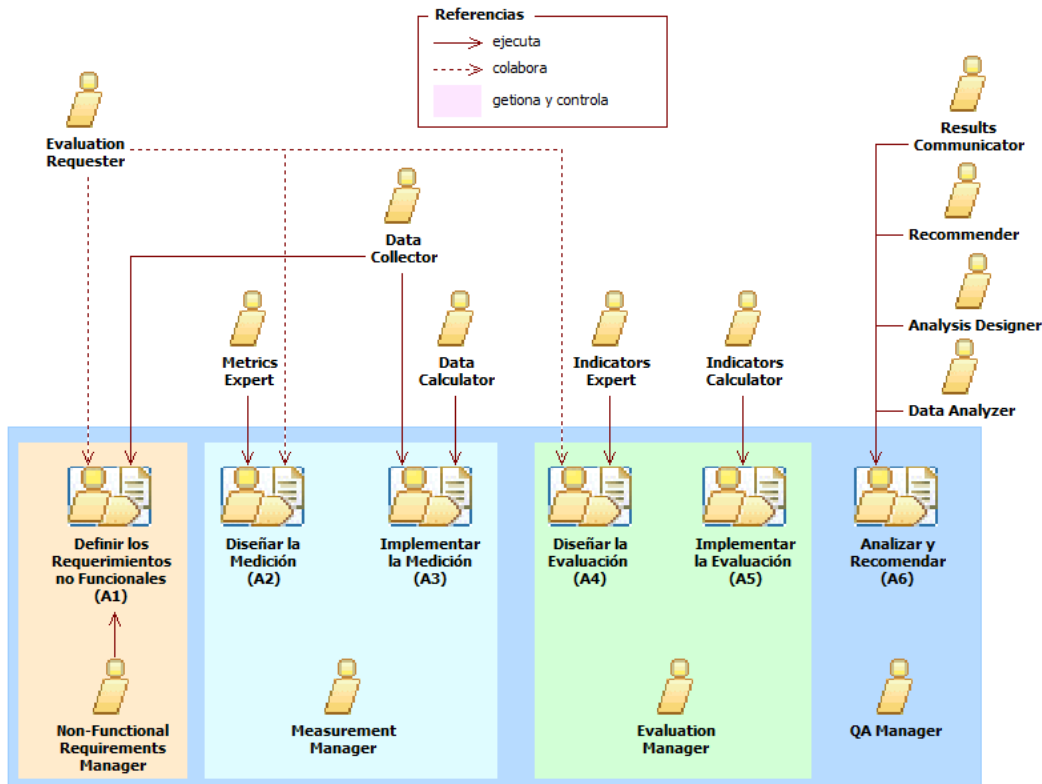 Referencias
ejecuta
colabora
getiona y controla
Evaluation
Requester
Results
Communicator
Data
Collector
Recommender
Analysis Designer
Metrics
Expert
Data
Calculator
Indicators
Expert
Indicators
Calculator
Data Analyzer
Definir los
Requerimientos
no Funcionales
(A1)
Diseñar la
Medición
(A2)
Implementar
la Medición
(A3)
Diseñar la
Evaluación
(A4)
Implementar
la Evaluación
(A5)
Analizar y
Recomendar
(A6)
Non-Functional
Requirements
Manager
Measurement
Manager
Evaluation
Manager
QA Manager